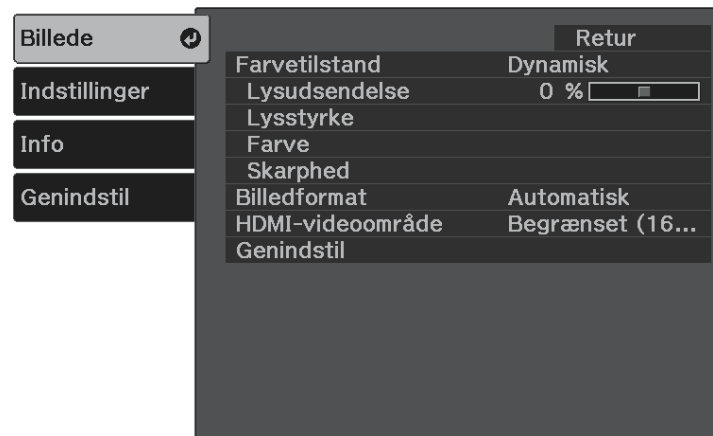 Billede
Indstillinger
Info
Genindstil
Retur
Farvetilstand Dynamisk
Lysudsendelse 0 %
Lysstyrke
Farve
Skarphed
Billedformat Automatisk
HDMI-videoområde Begrænset (16...
Genindstil